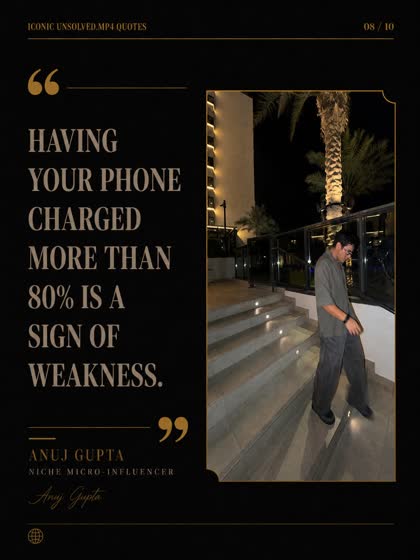 ICONIC UNSOLVED.MP4 QUOTES
08 / 10
“
HAVING
YOUR PHONE
CHARGED
MORE THAN
80% IS A
SIGN OF
WEAKNESS.
”
ANUJ GUPTA
NICHE MICRO-INFLUENCER
Anuj Gupta